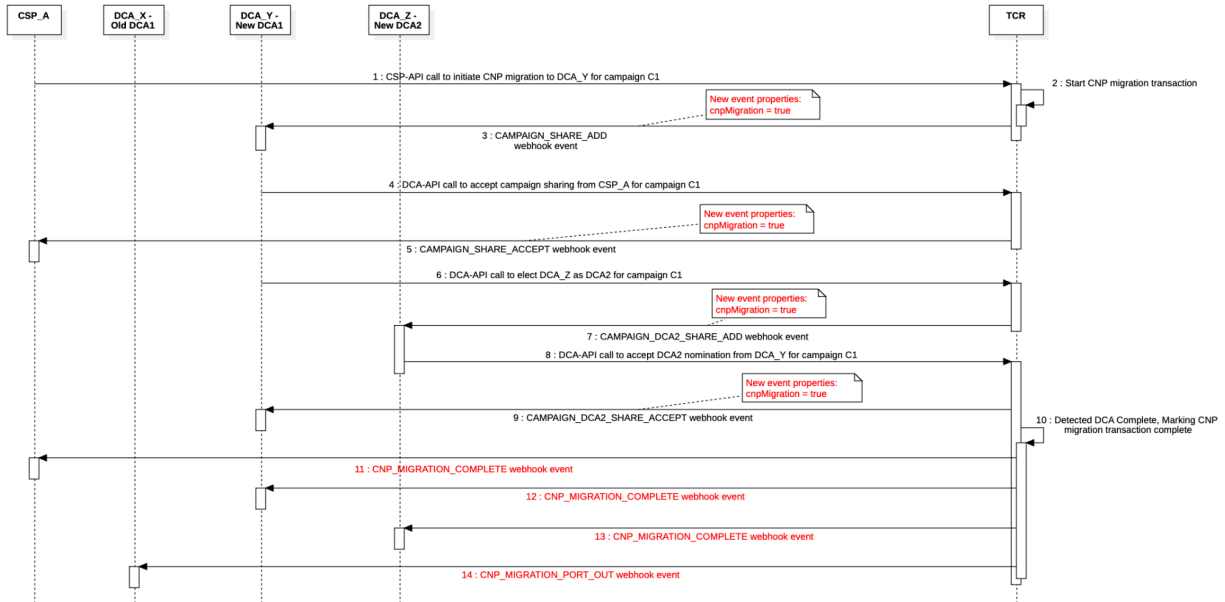 CSP_A
DCA_X -
Old DCA1
DCA_Y -
New DCA1
DCA_Z -
New DCA2
TCR
1 : CSP-API call to initiate CNP migration to DCA_Y for campaign C1
2 : Start CNP migration transaction
New event properties:
cnpMigration = true
3 : CAMPAIGN_SHARE_ADD
webhook event
4 : DCA-API call to accept campaign sharing from CSP_A for campaign C1
New event properties:
cnpMigration = true
5 : CAMPAIGN_SHARE_ACCEPT webhook event
6 : DCA-API call to elect DCA_Z as DCA2 for campaign C1
New event properties:
cnpMigration = true
7 : CAMPAIGN_DCA2_SHARE_ADD webhook event
8 : DCA-API call to accept DCA2 nomination from DCA_Y for campaign C1
New event properties:
cnpMigration = true
9 : CAMPAIGN_DCA2_SHARE_ACCEPT webhook event
10 : Detected DCA Complete, Marking CNP
migration transaction complete
11 : CNP_MIGRATION_COMPLETE webhook event
12 : CNP_MIGRATION_COMPLETE webhook event
13 : CNP_MIGRATION_COMPLETE webhook event
14 : CNP_MIGRATION_PORT_OUT webhook event